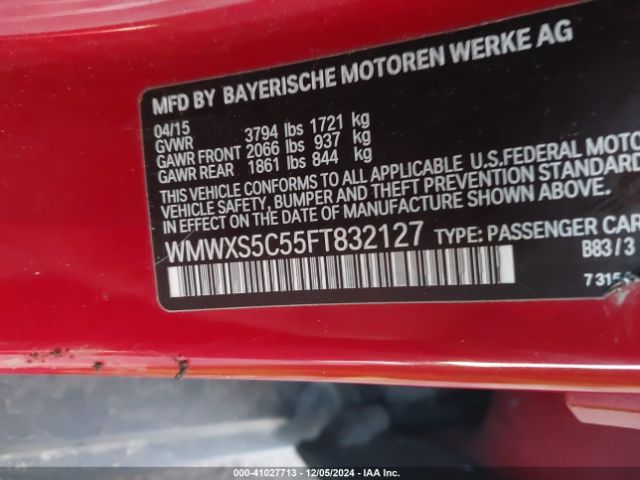 MFD BY BAYERISCHE MOTOREN WERKE AG
04/15
GVWR 3794 lbs 1721 kg
GAWR FRONT 2066 lbs 937 kg
GAWR REAR 1861 lbs 844 kg
THIS VEHICLE CONFORMS TO ALL APPLICABLE U.S.FEDERAL MOTO
VEHICLE SAFETY, BUMPER, AND THEFT PREVENTION STANDARD
IN EFFECT ON THE DATE OF MANUFACTURE SHOWN ABOVE.
WMWXS5C55FT832127 TYPE: PASSENGER CAR
B83 / 3
7315
000-41027713 - 12/05/2024 - IAA Inc.